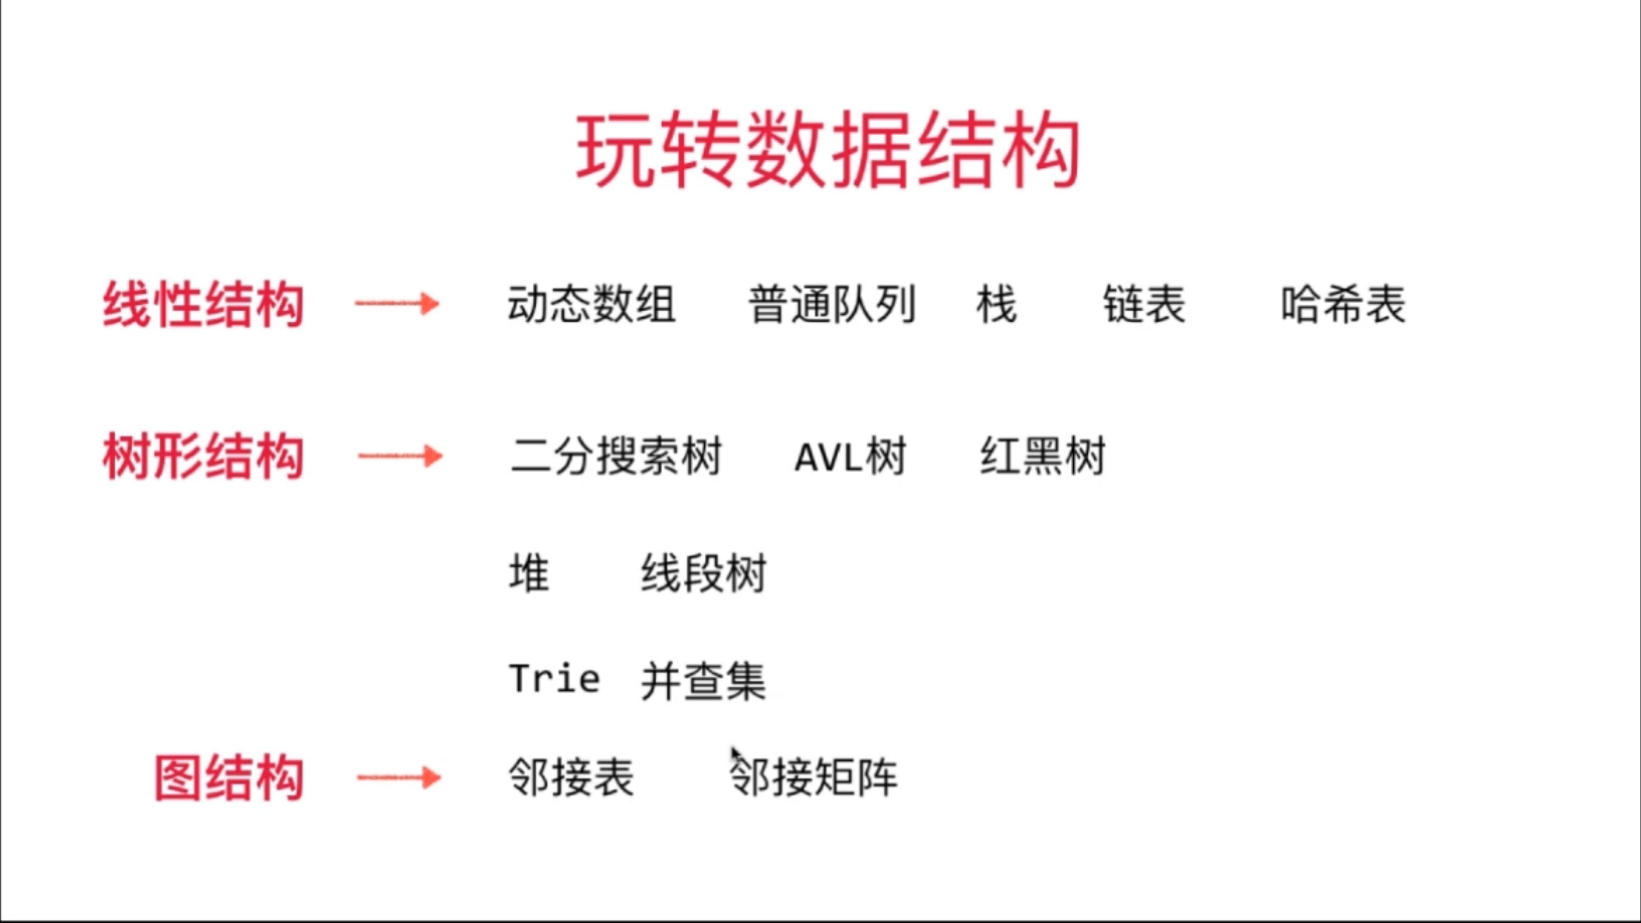 玩转数据结构
线性结构 动态数组 普通队列 栈 链表 哈希表
树形结构 二分搜索树 AVL树 红黑树
堆 线段树
Trie 并查集
图结构 邻接表 邻接矩阵